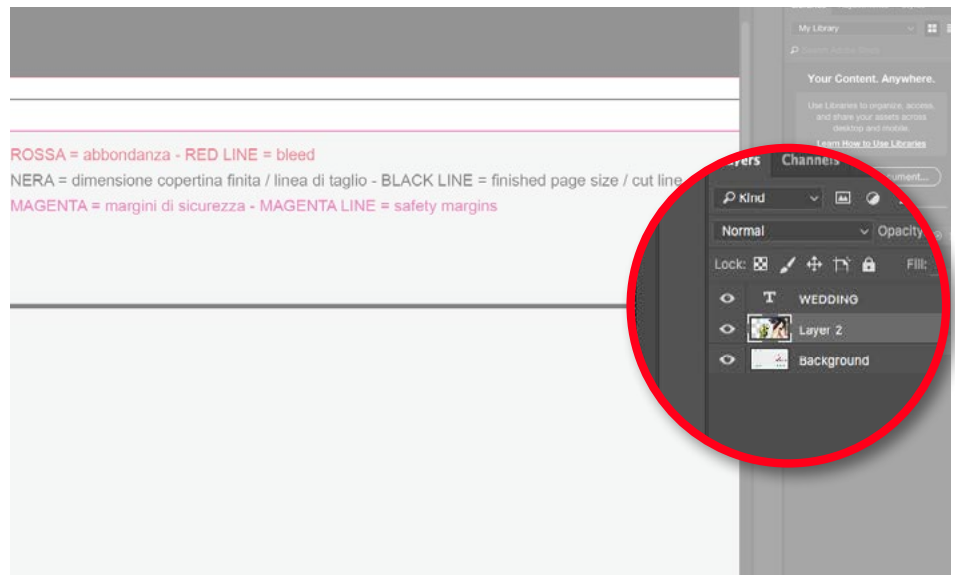 My Library
Your Content. Anywhere.
Use Libraries to organize, access,
and share your assets across
desktop and mobile.
Learn How to Use Libraries
ROSSA = abbondanza - RED LINE = bleed
NERA = dimensione copertina finita / linea di taglio - BLACK LINE = finished page size / cut line
MAGENTA = margini di sicurezza - MAGENTA LINE = safety margins
Channels
Kind
Normal Opacity
Lock: Fill:
T WEDDING
Layer 2
Background